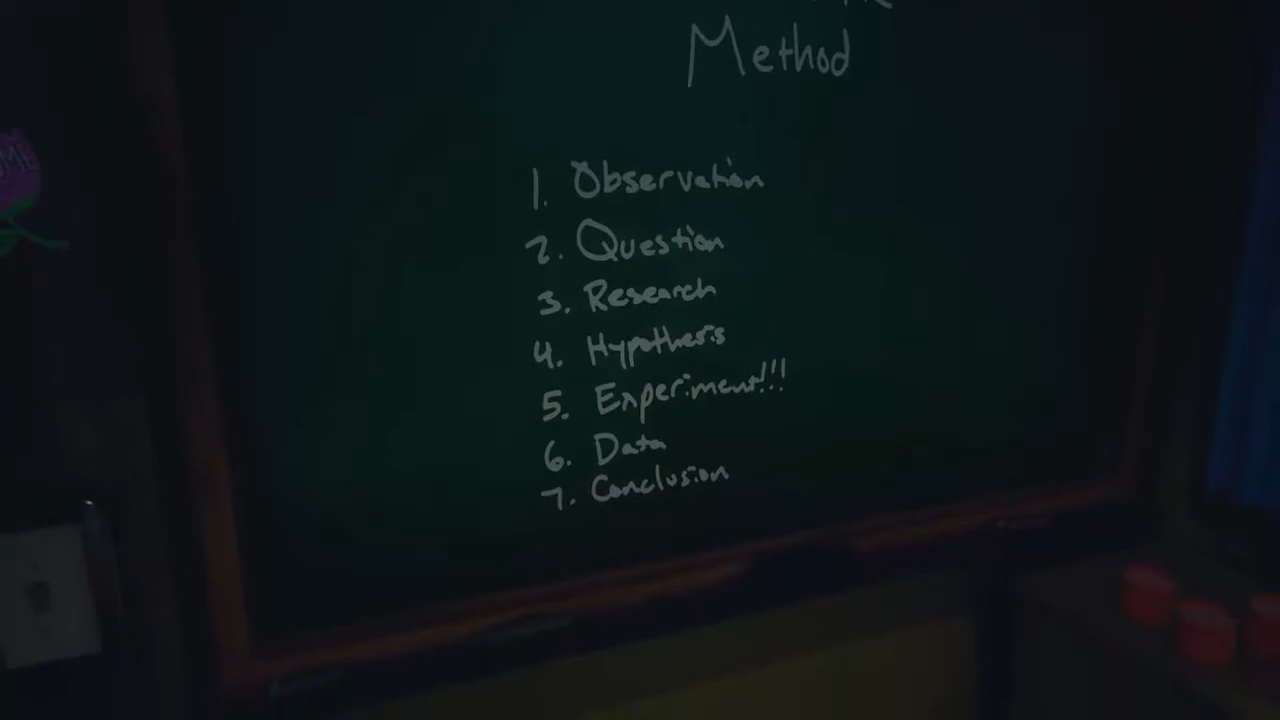 Method
1. Observation
2. Question
3. Research
4. Hypothesis
5. Experiment!!!
6. Data
7. Conclusion